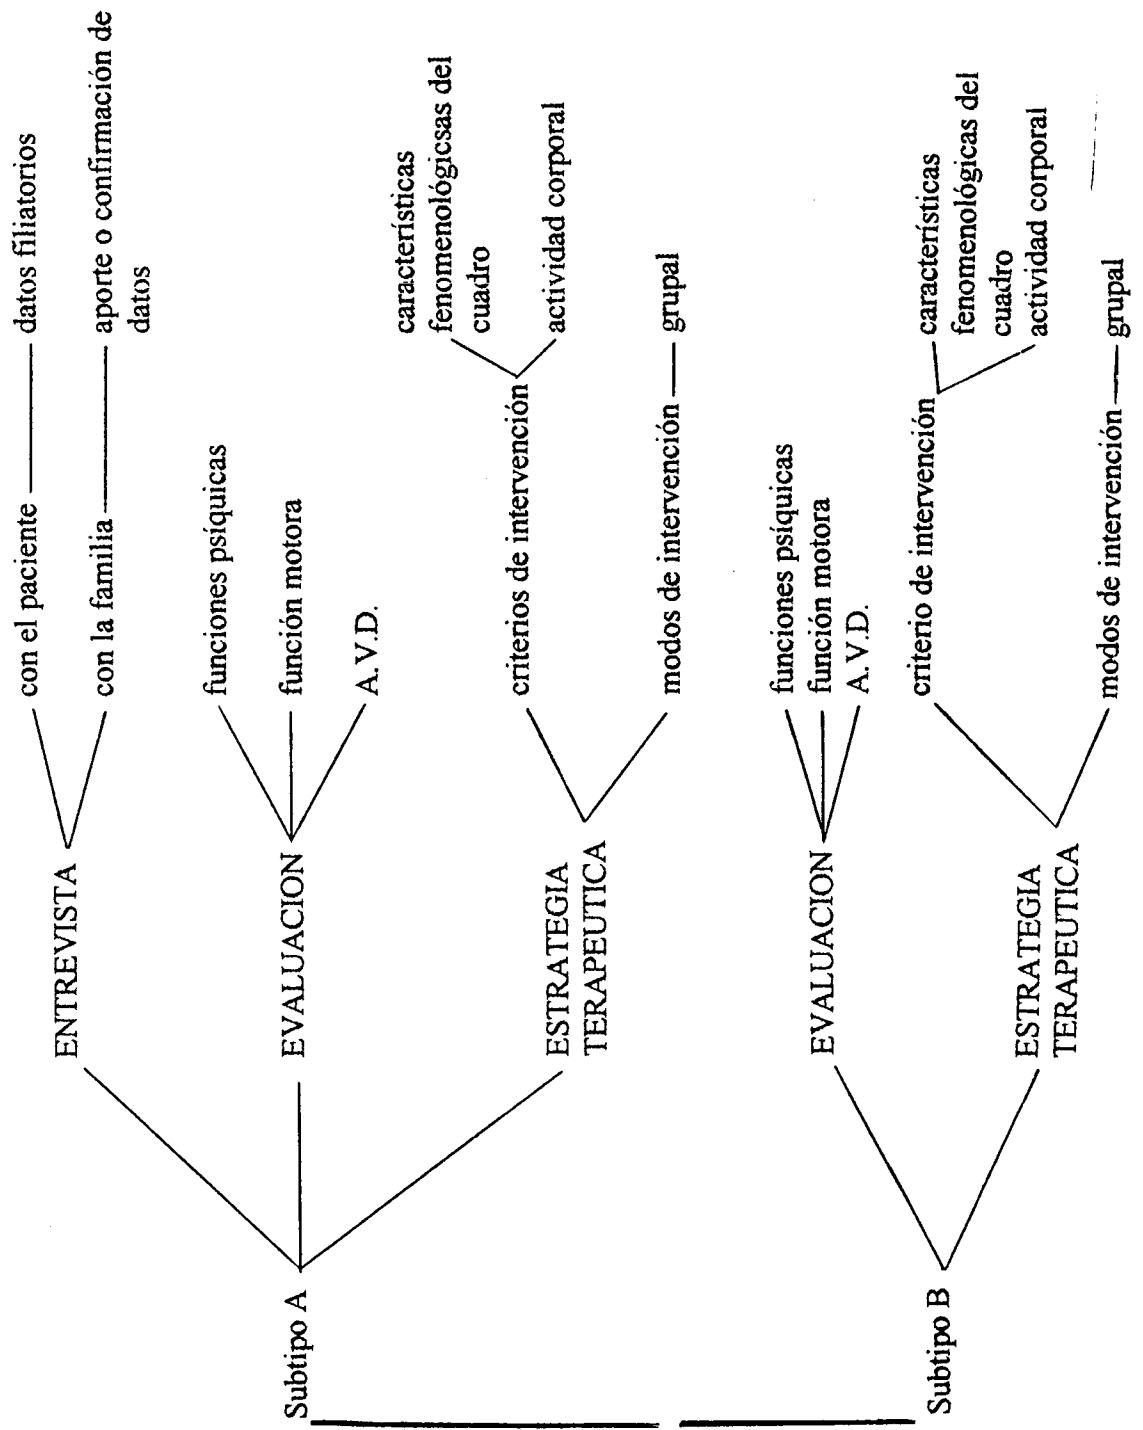 Subtipo A
ENTREVISTA
con el paciente
datos filiatorios
con la familia
aporte o confirmación de
datos
EVALUACION
funciones psíquicas
función motora
A.V.D.
ESTRATEGIA
TERAPEUTICA
criterios de intervención
características
fenomenológicsas del
cuadro
actividad corporal
modos de intervención
grupal
Subtipo B
EVALUACION
funciones psíquicas
función motora
A.V.D.
ESTRATEGIA
TERAPEUTICA
criterio de intervención
características
fenomenológicas del
cuadro
actividad corporal
modos de intervención
grupal